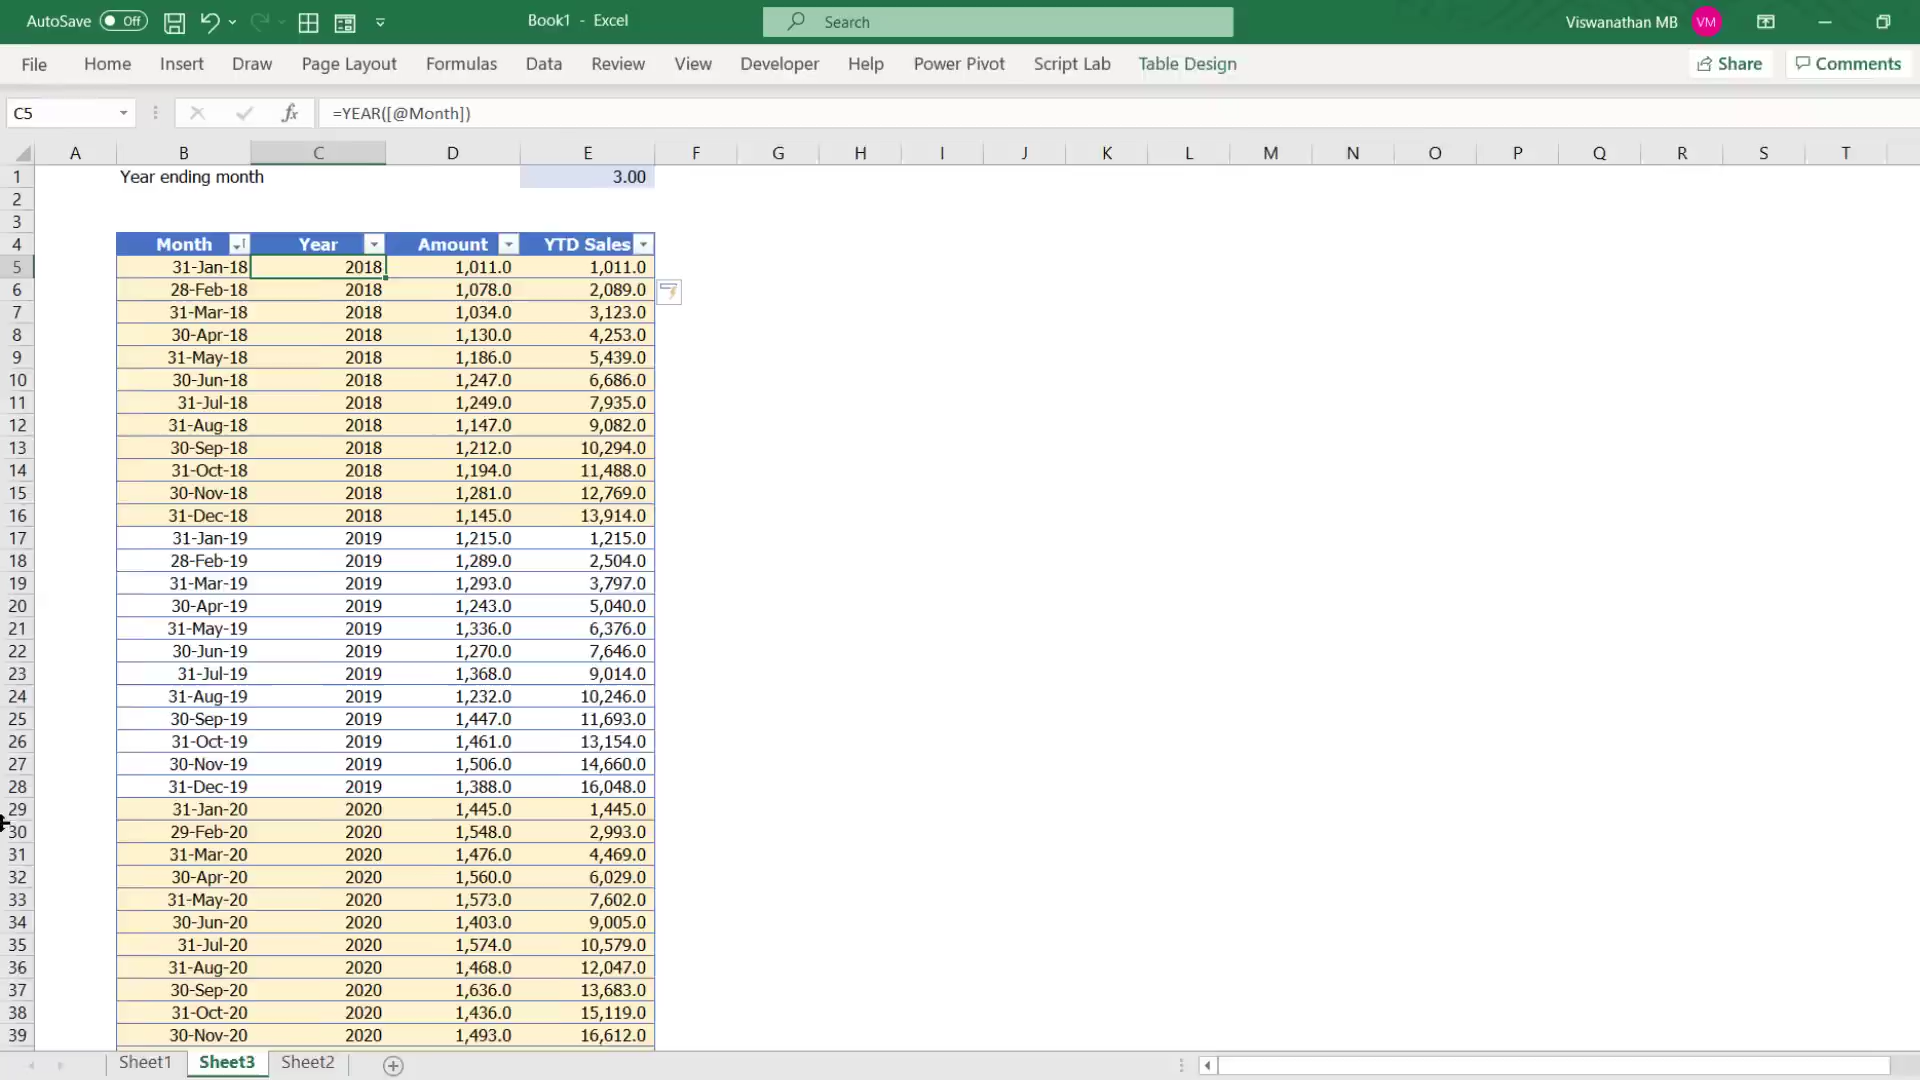 AutoSave Off Book1 - Excel Search Viswanathan MB VM
File Home Insert Draw Page Layout Formulas Data Review View Developer Help Power Pivot Script Lab Table Design Share Comments
C5 fx =YEAR([@Month])
A B C D E F G H I J K L M N O P Q R S T
1 Year ending month 3.00
2
3
4 Month Year Amount YTD Sales
5 31-Jan-18 2018 1,011.0 1,011.0
6 28-Feb-18 2018 1,078.0 2,089.0
7 31-Mar-18 2018 1,034.0 3,123.0
8 30-Apr-18 2018 1,130.0 4,253.0
9 31-May-18 2018 1,186.0 5,439.0
10 30-Jun-18 2018 1,247.0 6,686.0
11 31-Jul-18 2018 1,249.0 7,935.0
12 31-Aug-18 2018 1,147.0 9,082.0
13 30-Sep-18 2018 1,212.0 10,294.0
14 31-Oct-18 2018 1,194.0 11,488.0
15 30-Nov-18 2018 1,281.0 12,769.0
16 31-Dec-18 2018 1,145.0 13,914.0
17 31-Jan-19 2019 1,215.0 1,215.0
18 28-Feb-19 2019 1,289.0 2,504.0
19 31-Mar-19 2019 1,293.0 3,797.0
20 30-Apr-19 2019 1,243.0 5,040.0
21 31-May-19 2019 1,336.0 6,376.0
22 30-Jun-19 2019 1,270.0 7,646.0
23 31-Jul-19 2019 1,368.0 9,014.0
24 31-Aug-19 2019 1,232.0 10,246.0
25 30-Sep-19 2019 1,447.0 11,693.0
26 31-Oct-19 2019 1,461.0 13,154.0
27 30-Nov-19 2019 1,506.0 14,660.0
28 31-Dec-19 2019 1,388.0 16,048.0
29 31-Jan-20 2020 1,445.0 1,445.0
30 29-Feb-20 2020 1,548.0 2,993.0
31 31-Mar-20 2020 1,476.0 4,469.0
32 30-Apr-20 2020 1,560.0 6,029.0
33 31-May-20 2020 1,573.0 7,602.0
34 30-Jun-20 2020 1,403.0 9,005.0
35 31-Jul-20 2020 1,574.0 10,579.0
36 31-Aug-20 2020 1,468.0 12,047.0
37 30-Sep-20 2020 1,636.0 13,683.0
38 31-Oct-20 2020 1,436.0 15,119.0
39 30-Nov-20 2020 1,493.0 16,612.0
Sheet1 Sheet3 Sheet2